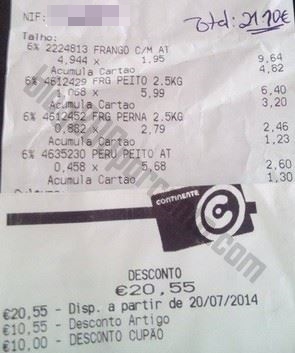 NIF:
Total: 21.10€
Talho:
6% 2224813 FRANGO C/M AT
4,944 x 1.95 9,64
Acumula Cartao 4,82
6% 4612429 FRG PEITO 2.5KG
1,068 x 5,99 6,40
Acumula Cartao 3,20
6% 4612452 FRG PERNA 2.5KG
0,882 x 2,79 2,46
Acumula Cartao 1,23
6% 4635230 PERU PEITO AT
0,458 x 5,68 2,60
Acumula Cartao 1,30
CONTINENTE
C
DESCONTO
€20,55
€20,55 - Disp. a partir de 20/07/2014
€10,55 - Desconto Artigo
€10,00 - DESCONTO CUPÃO